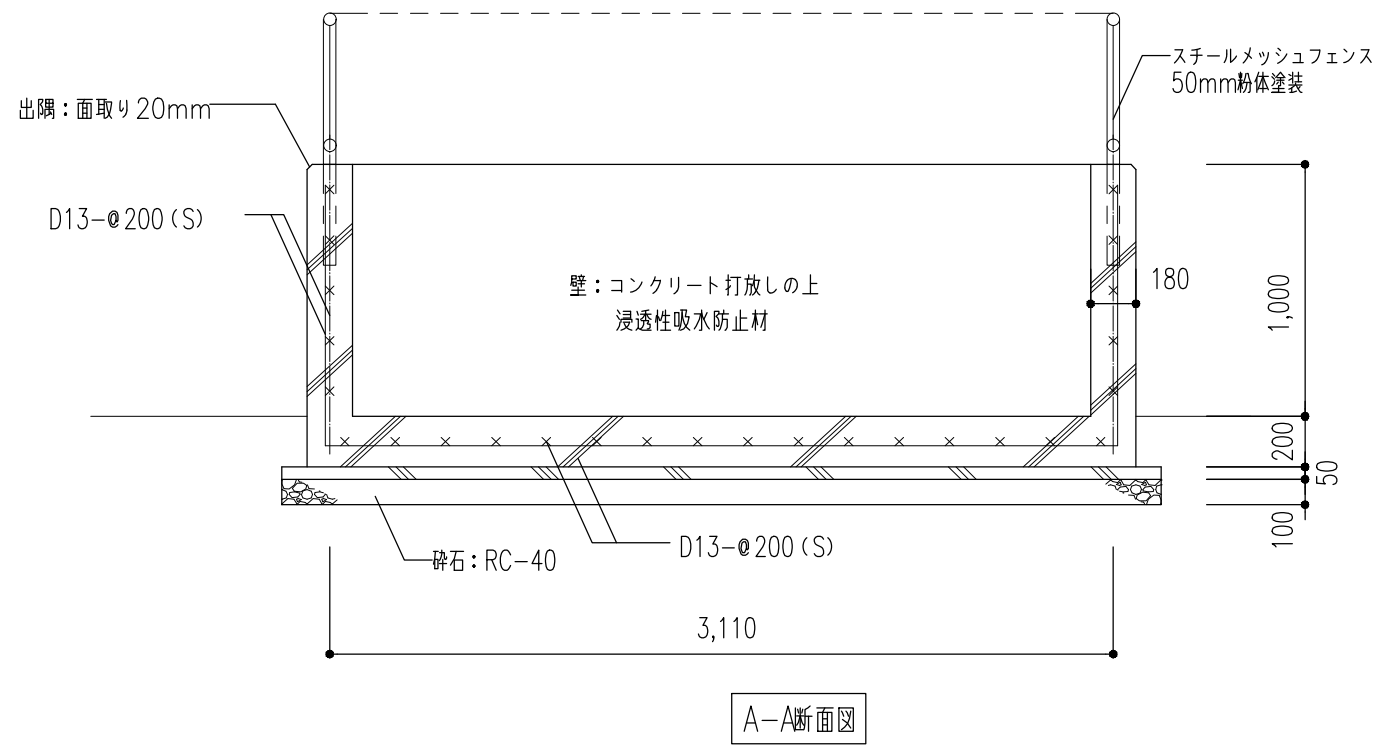 スチールメッシュフェンス
50mm粉体塗装
出隅：面取り20mm
D13-@200(S)
180
壁：コンクリート打放しの上
浸透性吸水防止材
1,000
200
50
100
D13-@200(S)
砕石：RC-40
3,110
A-A断面図